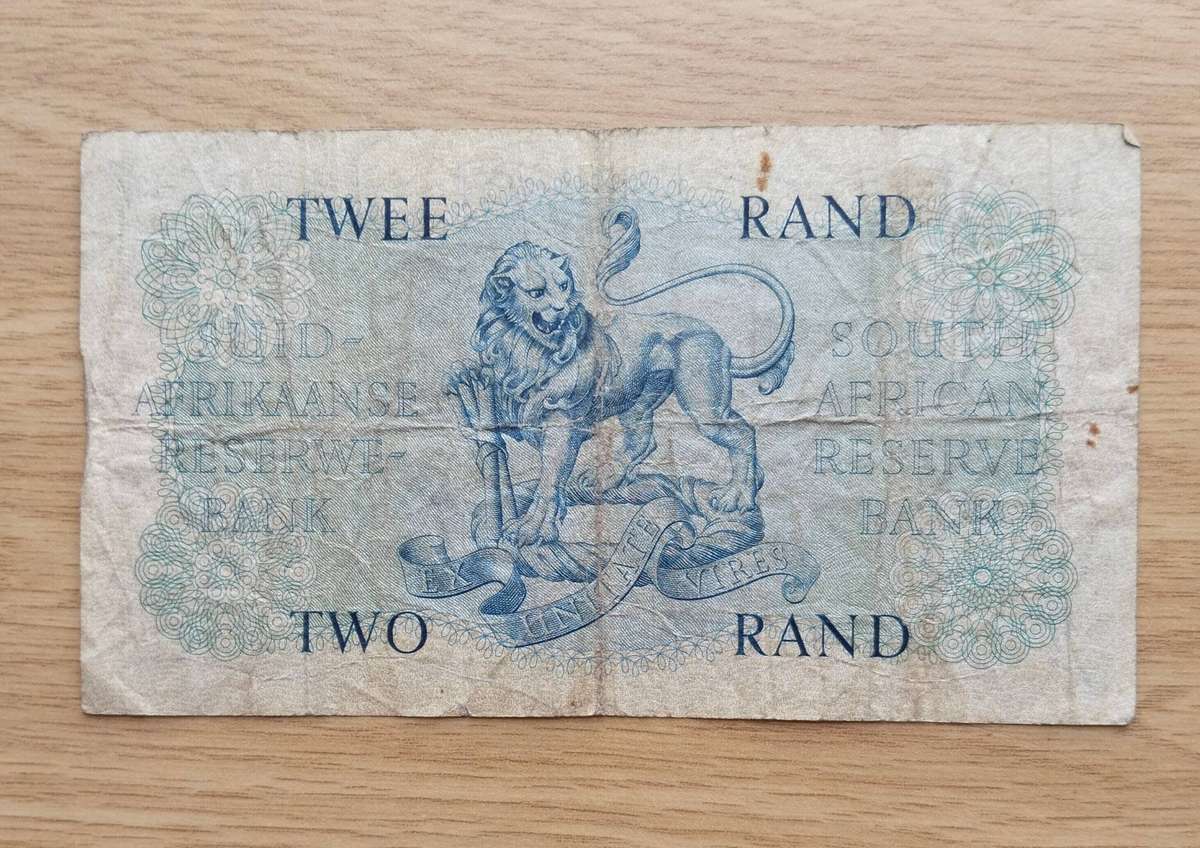 TWEE RAND
SUID-
AFRIKAANSE
RESERWE-
BANK
SOUTH
AFRICAN
RESERVE
BANK
EX UNITATE VIRES
TWO RAND